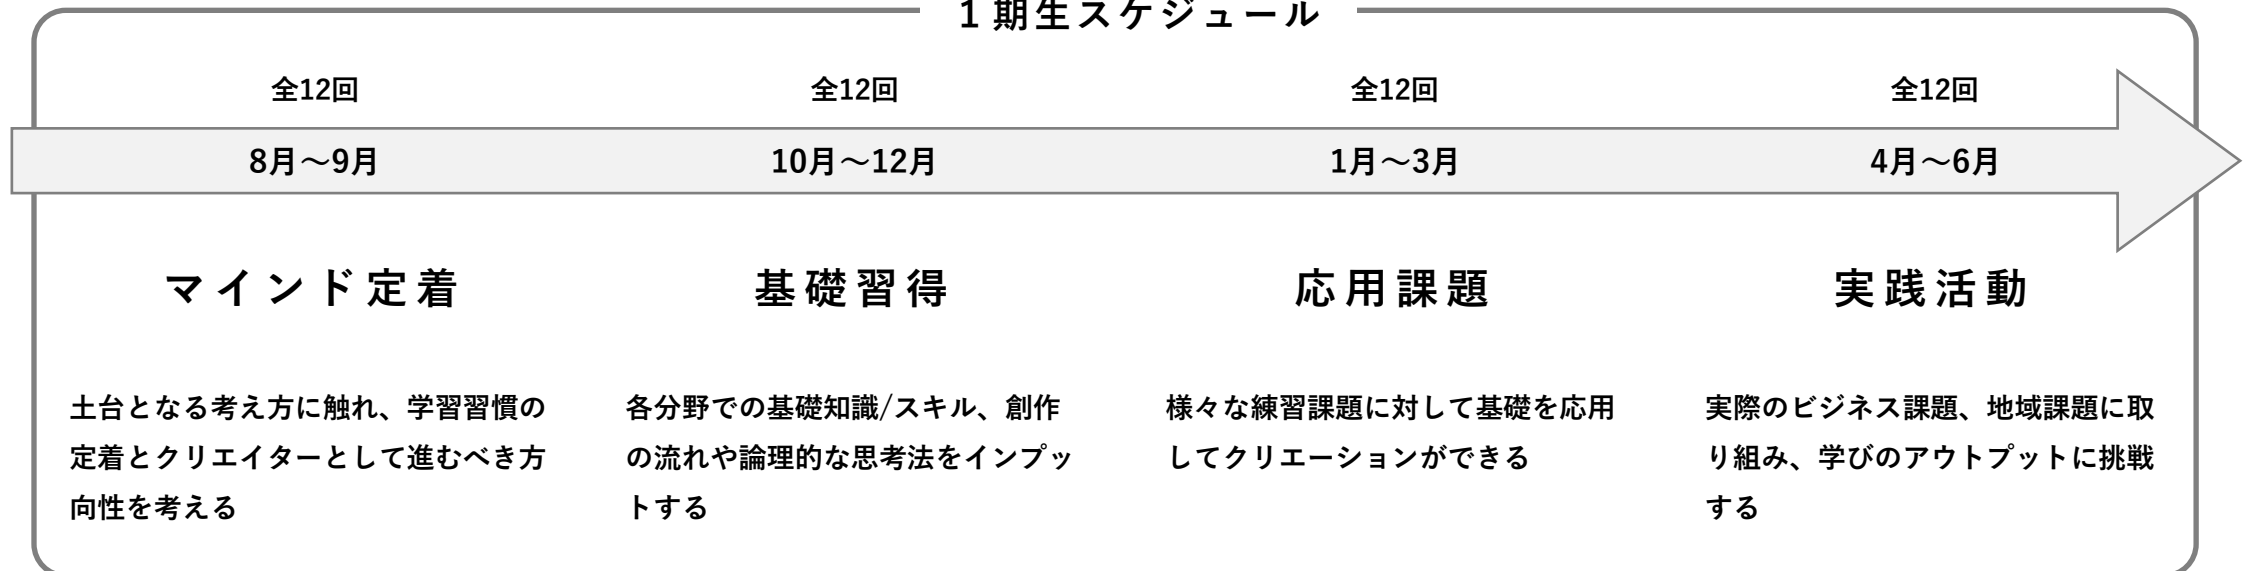 1期生スケジュール
全12回
全12回
全12回
全12回
8月～9月
10月～12月
1月～3月
4月～6月
マインド定着
基礎習得
応用課題
実践活動
土台となる考え方に触れ、学習習慣の
定着とクリエイターとして進むべき方
向性を考える
各分野での基礎知識/スキル、創作
の流れや論理的な思考法をインプッ
トする
様々な練習課題に対して基礎を応用
してクリエーションができる
実際のビジネス課題、地域課題に取
り組み、学びのアウトプットに挑戦
する